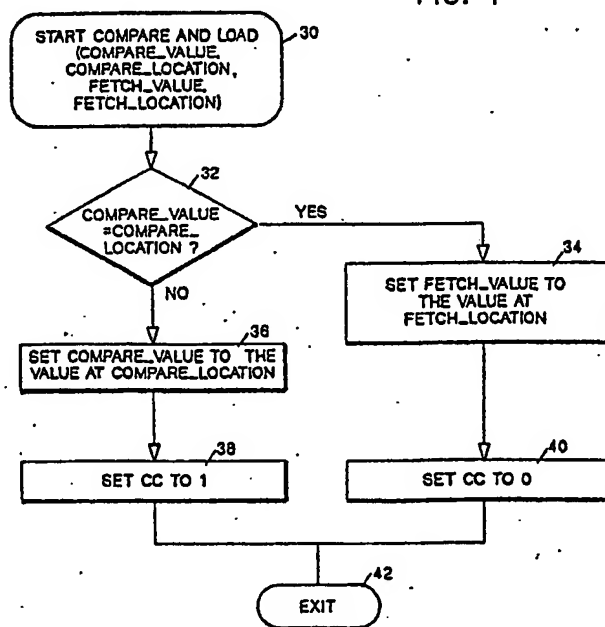 30
START COMPARE AND LOAD
(COMPARE_VALUE,
COMPARE_LOCATION,
FETCH_VALUE,
FETCH_LOCATION)
32
COMPARE_VALUE
=COMPARE_
LOCATION ?
YES
NO
34
SET FETCH_VALUE TO
THE VALUE AT
FETCH_LOCATION
36
SET COMPARE_VALUE TO THE
VALUE AT COMPARE_LOCATION
38
SET CC TO 1
40
SET CC TO 0
42
EXIT